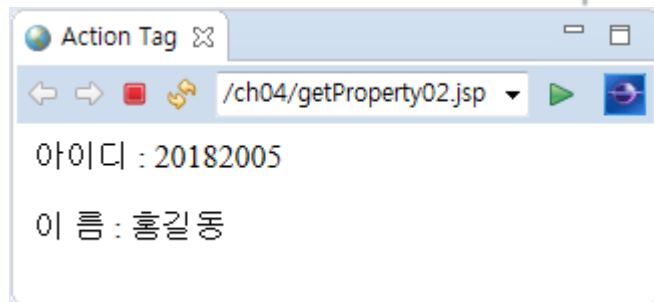 Action Tag
/ch04/getProperty02.jsp
아이디 : 20182005
이 름 : 홍길동